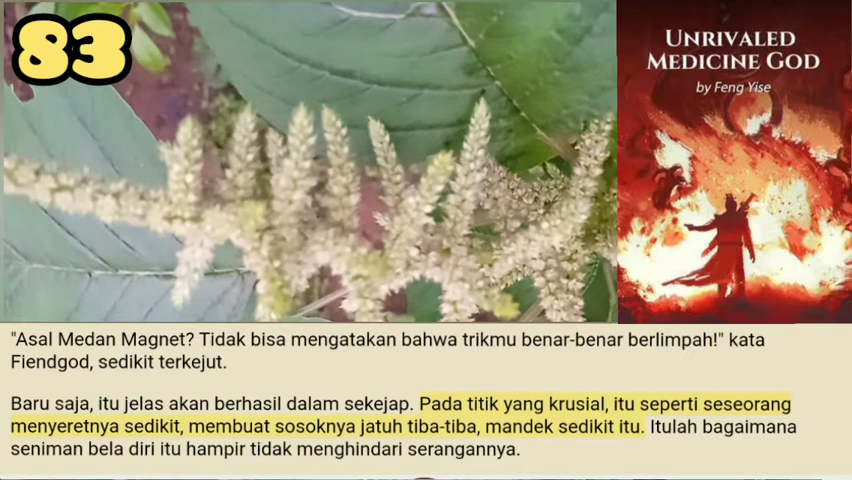 83
UNRIVALED
MEDICINE GOD
by Feng Yise
"Asal Medan Magnet? Tidak bisa mengatakan bahwa trikmu benar-benar berlimpah!" kata
Fiendgod, sedikit terkejut.
Baru saja, itu jelas akan berhasil dalam sekejap. Pada titik yang krusial, itu seperti seseorang
menyeretnya sedikit, membuat sosoknya jatuh tiba-tiba, mandek sedikit itu. Itulah bagaimana
seniman bela diri itu hampir tidak menghindari serangannya.